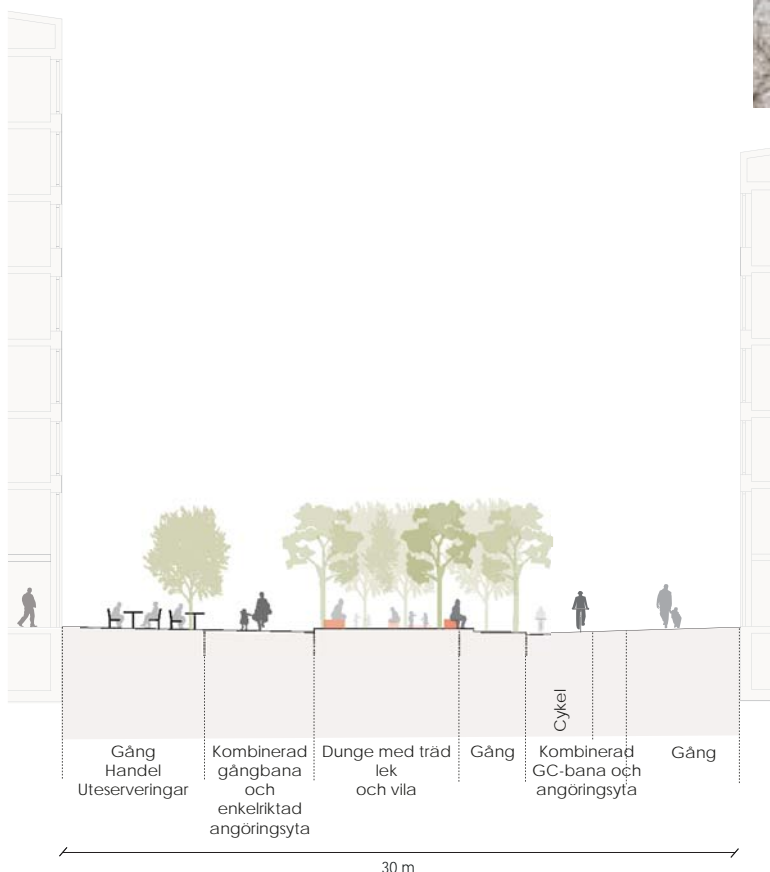 Cykel
Gång
Handel
Uteserveringar
Kombinerad
gångbana
och
enkelriktad
angöringsyta
Dunge med träd
lek
och vila
Gång
Kombinerad
GC-bana och
angöringsyta
Gång
30 m